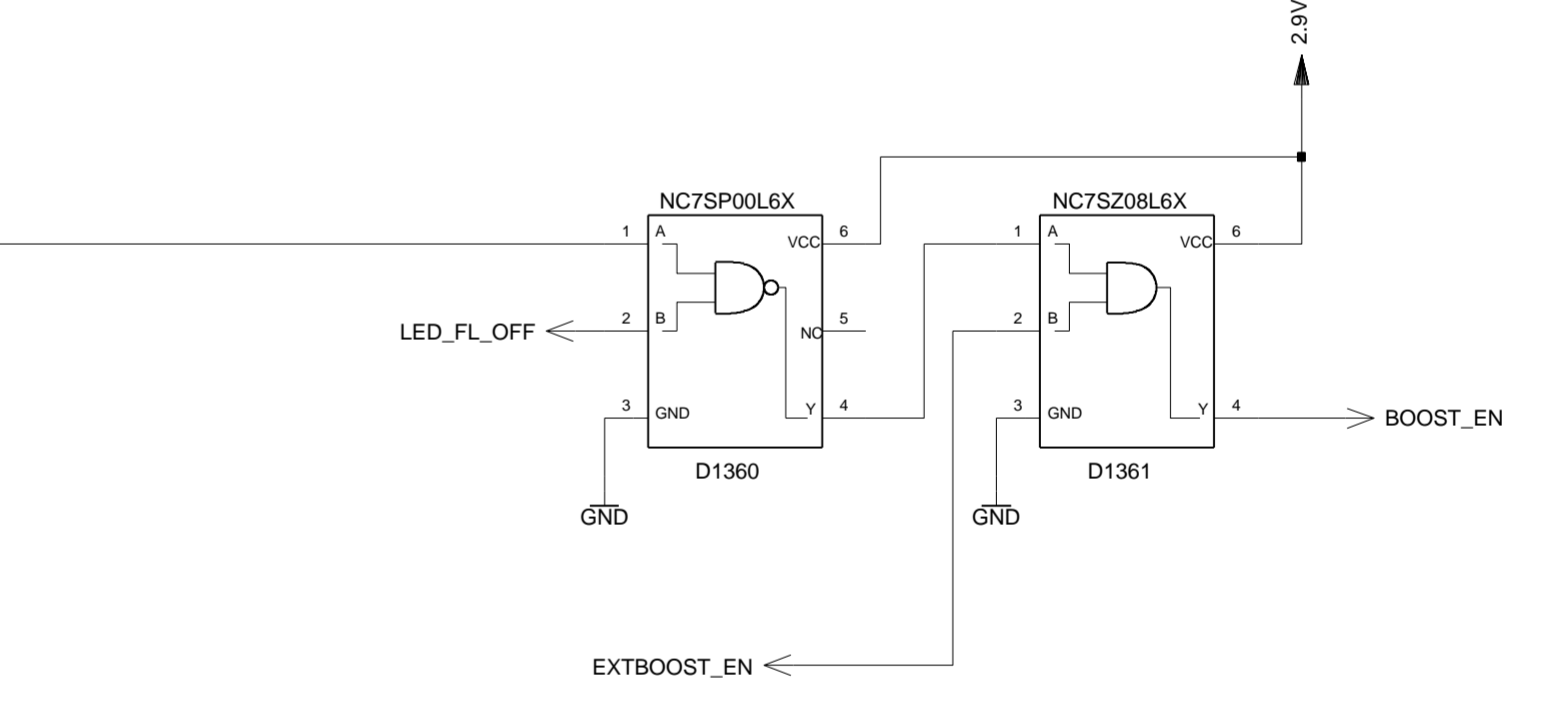 2.9V
NC7SP00L6X
NC7SZ08L6X
1 A VCC 6
1 A VCC 6
LED_FL_OFF 2 B NC 5
2 B
3 GND Y 4
3 GND Y 4 BOOST_EN
D1360
D1361
GND
GND
EXTBOOST_EN